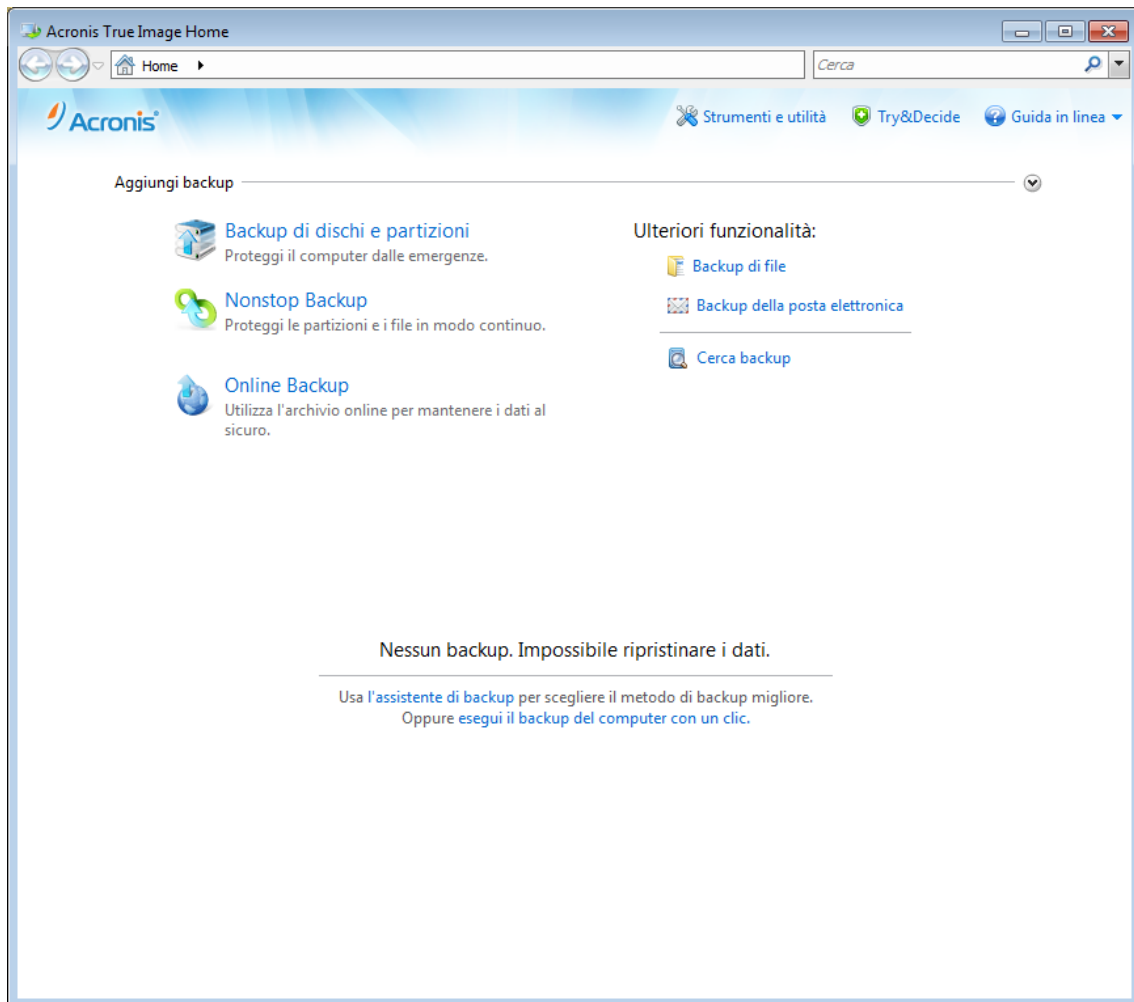 Acronis True Image Home
Home
Cerca
Acronis
Strumenti e utilità
Try&Decide
Guida in linea
Aggiungi backup
Backup di dischi e partizioni
Proteggi il computer dalle emergenze.
Nonstop Backup
Proteggi le partizioni e i file in modo continuo.
Online Backup
Utilizza l'archivio online per mantenere i dati al
sicuro.
Ulteriori funzionalità:
Backup di file
Backup della posta elettronica
Cerca backup
Nessun backup. Impossibile ripristinare i dati.
Usa l'assistente di backup per scegliere il metodo di backup migliore.
Oppure esegui il backup del computer con un clic.